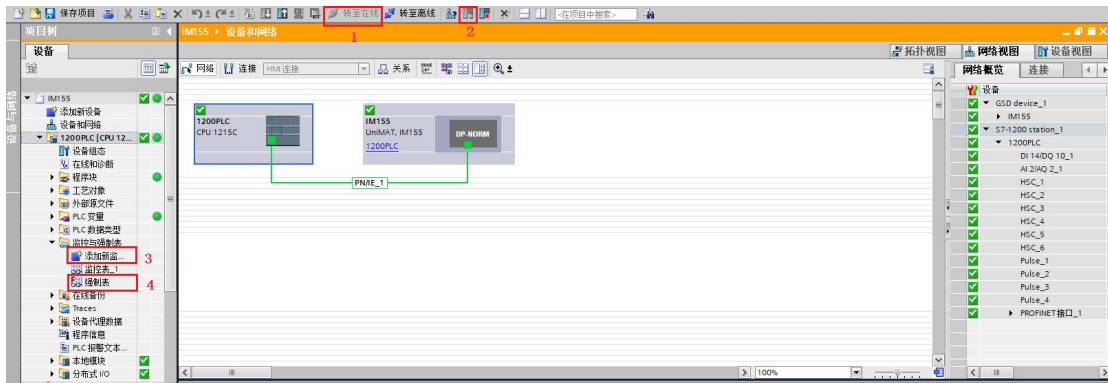 保存项目
转至在线
转至离线
<在项目中搜索>
1
2
项目树
IM155 ▸ 设备和网络
设备
拓扑视图
网络视图
设备视图
网络
连接
HMI 连接
关系
网络概览
连接
设备与网络
IM155
添加新设备
设备和网络
1200PLC [CPU 12...
设备组态
在线和诊断
程序块
工艺对象
外部源文件
PLC 变量
PLC 数据类型
监控与强制表
添加新监...
3
监控表_1
强制表
4
在线备份
Traces
设备代理数据
程序信息
PLC 报警文本...
本地模块
分布式 I/O
1200PLC
CPU 1215C
IM155
UniMAT, IM155
1200PLC
DP-NORM
PN/IE_1
100%
设备
GSD device_1
IM155
S7-1200 station_1
1200PLC
DI 14/DQ 10_1
AI 2/AQ 2_1
HSC_1
HSC_2
HSC_3
HSC_4
HSC_5
HSC_6
Pulse_1
Pulse_2
Pulse_3
Pulse_4
PROFINET接口_1